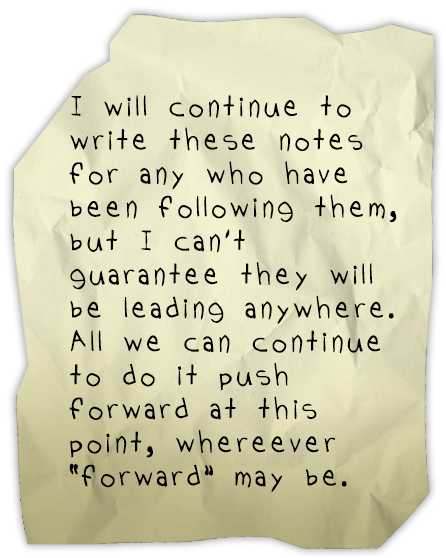 I will continue to
write these notes
for any who have
been following them,
but I can't
guarantee they will
be leading anywhere.
All we can continue
to do it push
forward at this
point, whereever
"forward" may be.